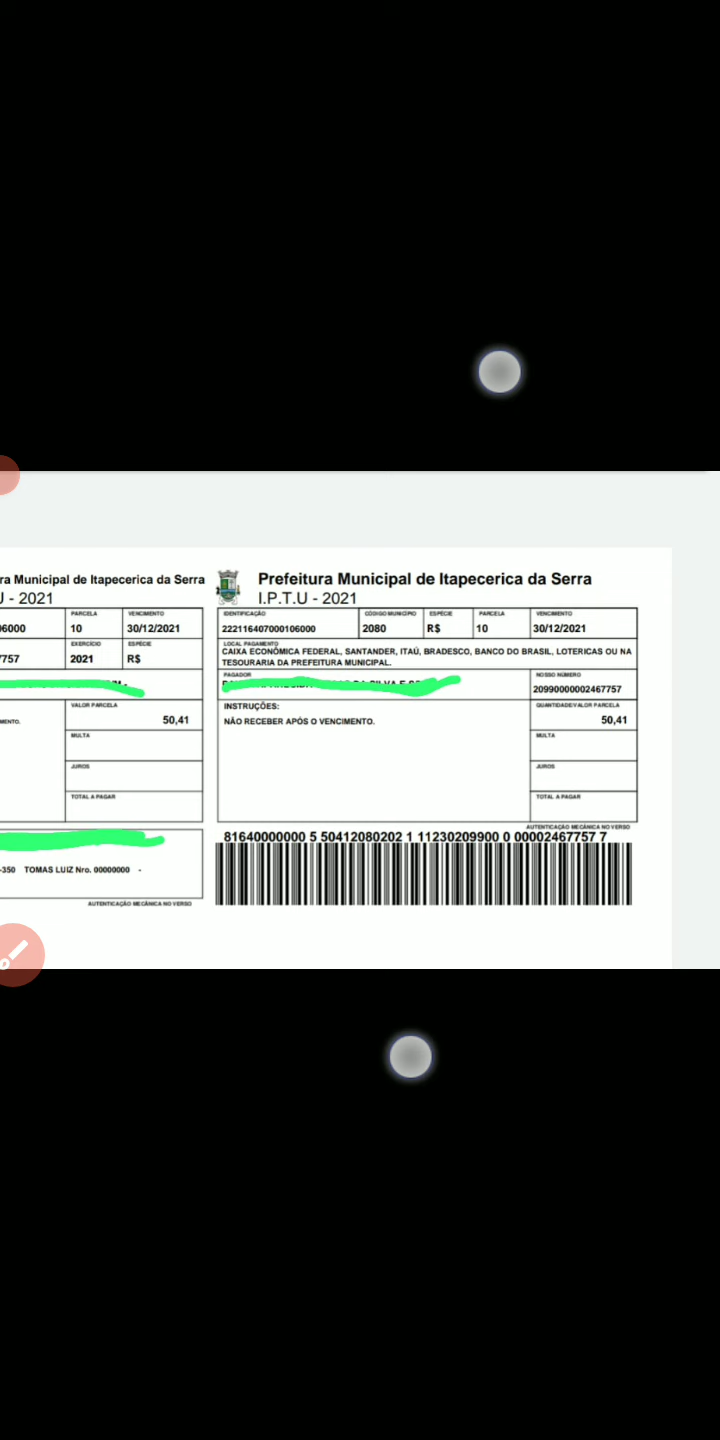 ra Municipal de Itapecerica da Serra
J - 2021
PARCELA VENCIMENTO
6000 10 30/12/2021
EXERCÍCIO ESPÉCIE
757 2021 R$
VALOR PARCELA
MENTO. 50,41
MULTA
JUROS
TOTAL A PAGAR
-350 TOMAS LUIZ Nro. 00000000 -
AUTENTICAÇÃO MECÂNICA NO VERSO
Prefeitura Municipal de Itapecerica da Serra
I.P.T.U - 2021
IDENTIFICAÇÃO CÓDIGO MUNICÍPIO ESPÉCIE PARCELA VENCIMENTO
222116407000106000 2080 R$ 10 30/12/2021
LOCAL PAGAMENTO
CAIXA ECONÔMICA FEDERAL, SANTANDER, ITAÚ, BRADESCO, BANCO DO BRASIL, LOTERICAS OU NA
TESOURARIA DA PREFEITURA MUNICIPAL.
PAGADOR NOSSO NÚMERO
20990000002467757
INSTRUÇÕES: QUANTIDADE/VALOR PARCELA
NÃO RECEBER APÓS O VENCIMENTO. 50,41
MULTA
JUROS
TOTAL A PAGAR
AUTENTICAÇÃO MECÂNICA NO VERSO
81640000000 5 50412080202 1 11230209900 0 00002467757 7